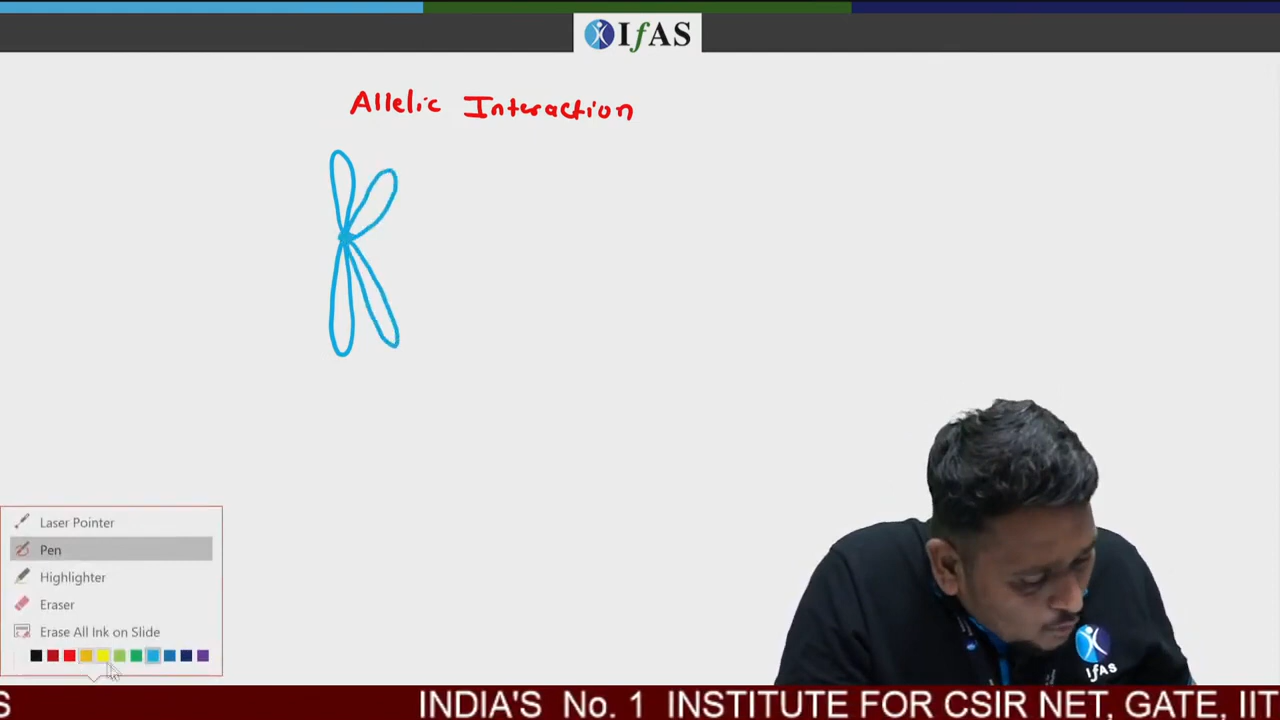 IfAS
Allelic Interaction
Laser Pointer
Pen
Highlighter
Eraser
Erase All Ink on Slide
IfAS
S INDIA'S No. 1 INSTITUTE FOR CSIR NET, GATE, IIT